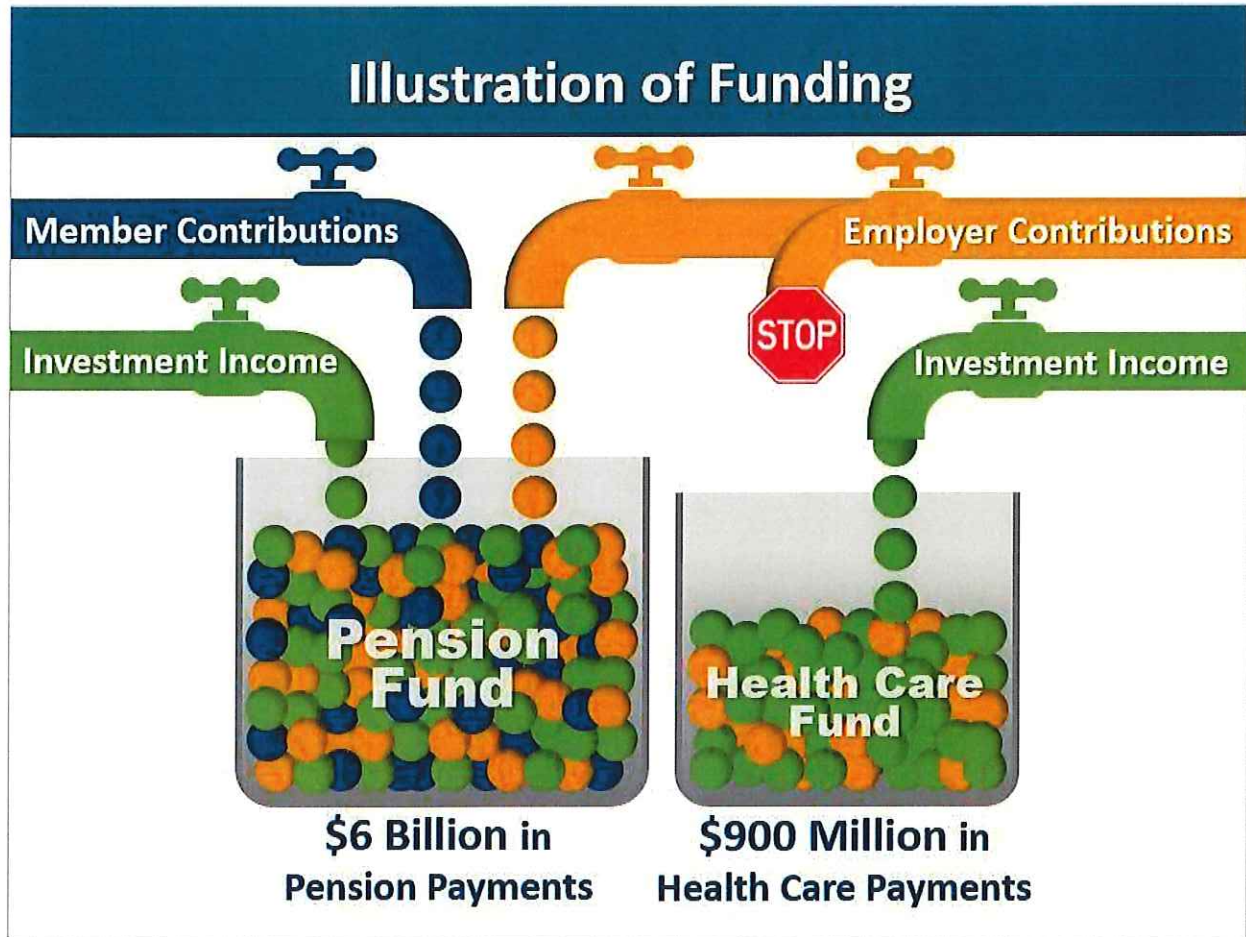 Illustration of Funding
Member Contributions
Employer Contributions
Investment Income
STOP
Investment Income
Pension
Fund
Health Care
Fund
$6 Billion in
Pension Payments
$900 Million in
Health Care Payments